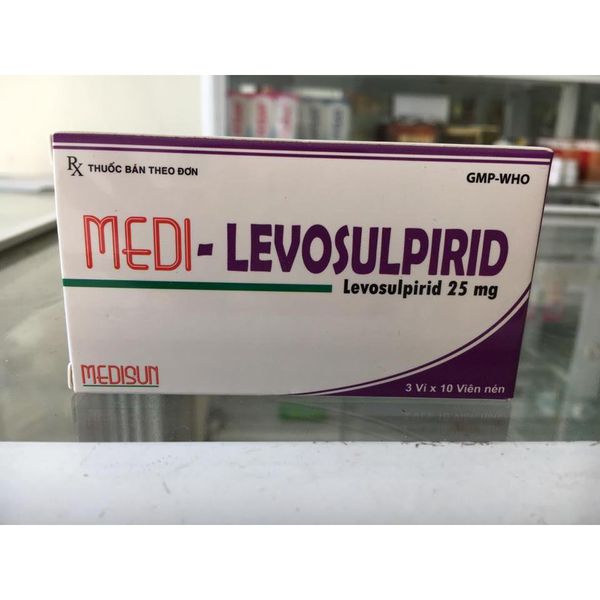 Rx THUỐC BÁN THEO ĐƠN
GMP-WHO
MEDI-LEVOSULPIRID
Levosulpirid 25 mg
MEDISUN
3 Vỉ x 10 Viên nén